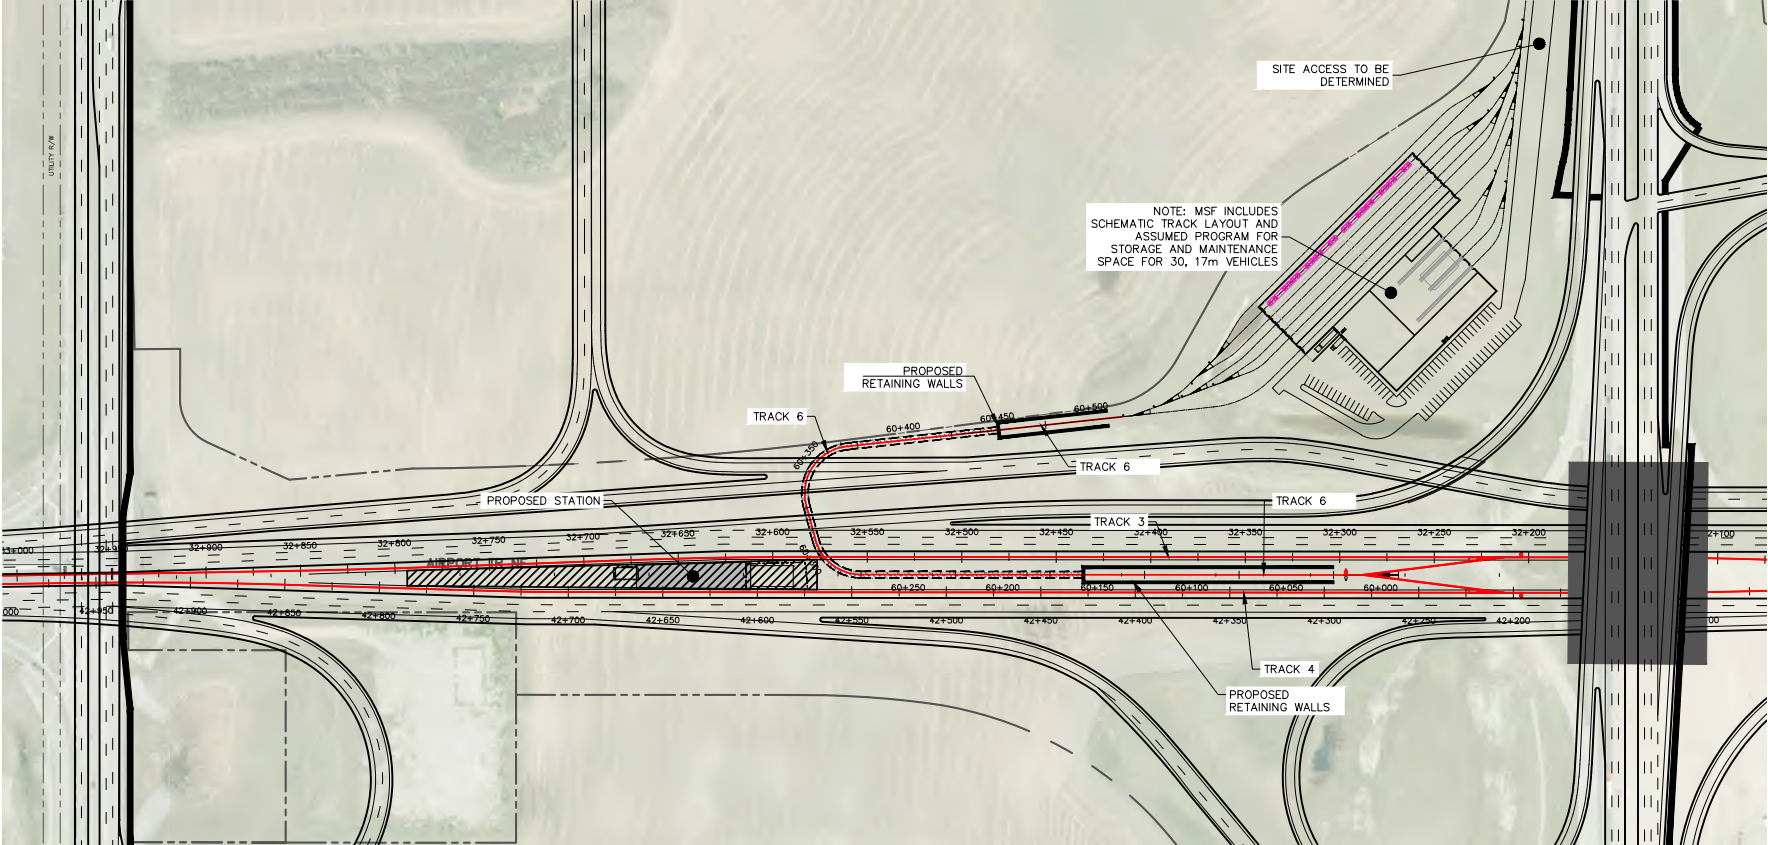 SITE ACCESS TO BE
DETERMINED
UTILITY R/W
NOTE: MSF INCLUDES
SCHEMATIC TRACK LAYOUT AND
ASSUMED PROGRAM FOR
STORAGE AND MAINTENANCE
SPACE FOR 30, 17m VEHICLES
PROPOSED
RETAINING WALLS
TRACK 6
60+350
60+400
60+450
60+500
TRACK 6
PROPOSED STATION
TRACK 6
TRACK 3
32+900
32+850
32+800
32+750
32+700
32+650
32+600
32+550
32+500
32+450
32+400
32+350
32+300
32+250
32+200
AIRPORT TR NE
60+250
60+200
60+150
60+100
60+050
60+000
42+950
42+900
42+850
42+800
42+750
42+700
42+650
42+600
42+550
42+500
42+450
42+400
42+350
42+300
42+250
42+200
TRACK 4
PROPOSED
RETAINING WALLS